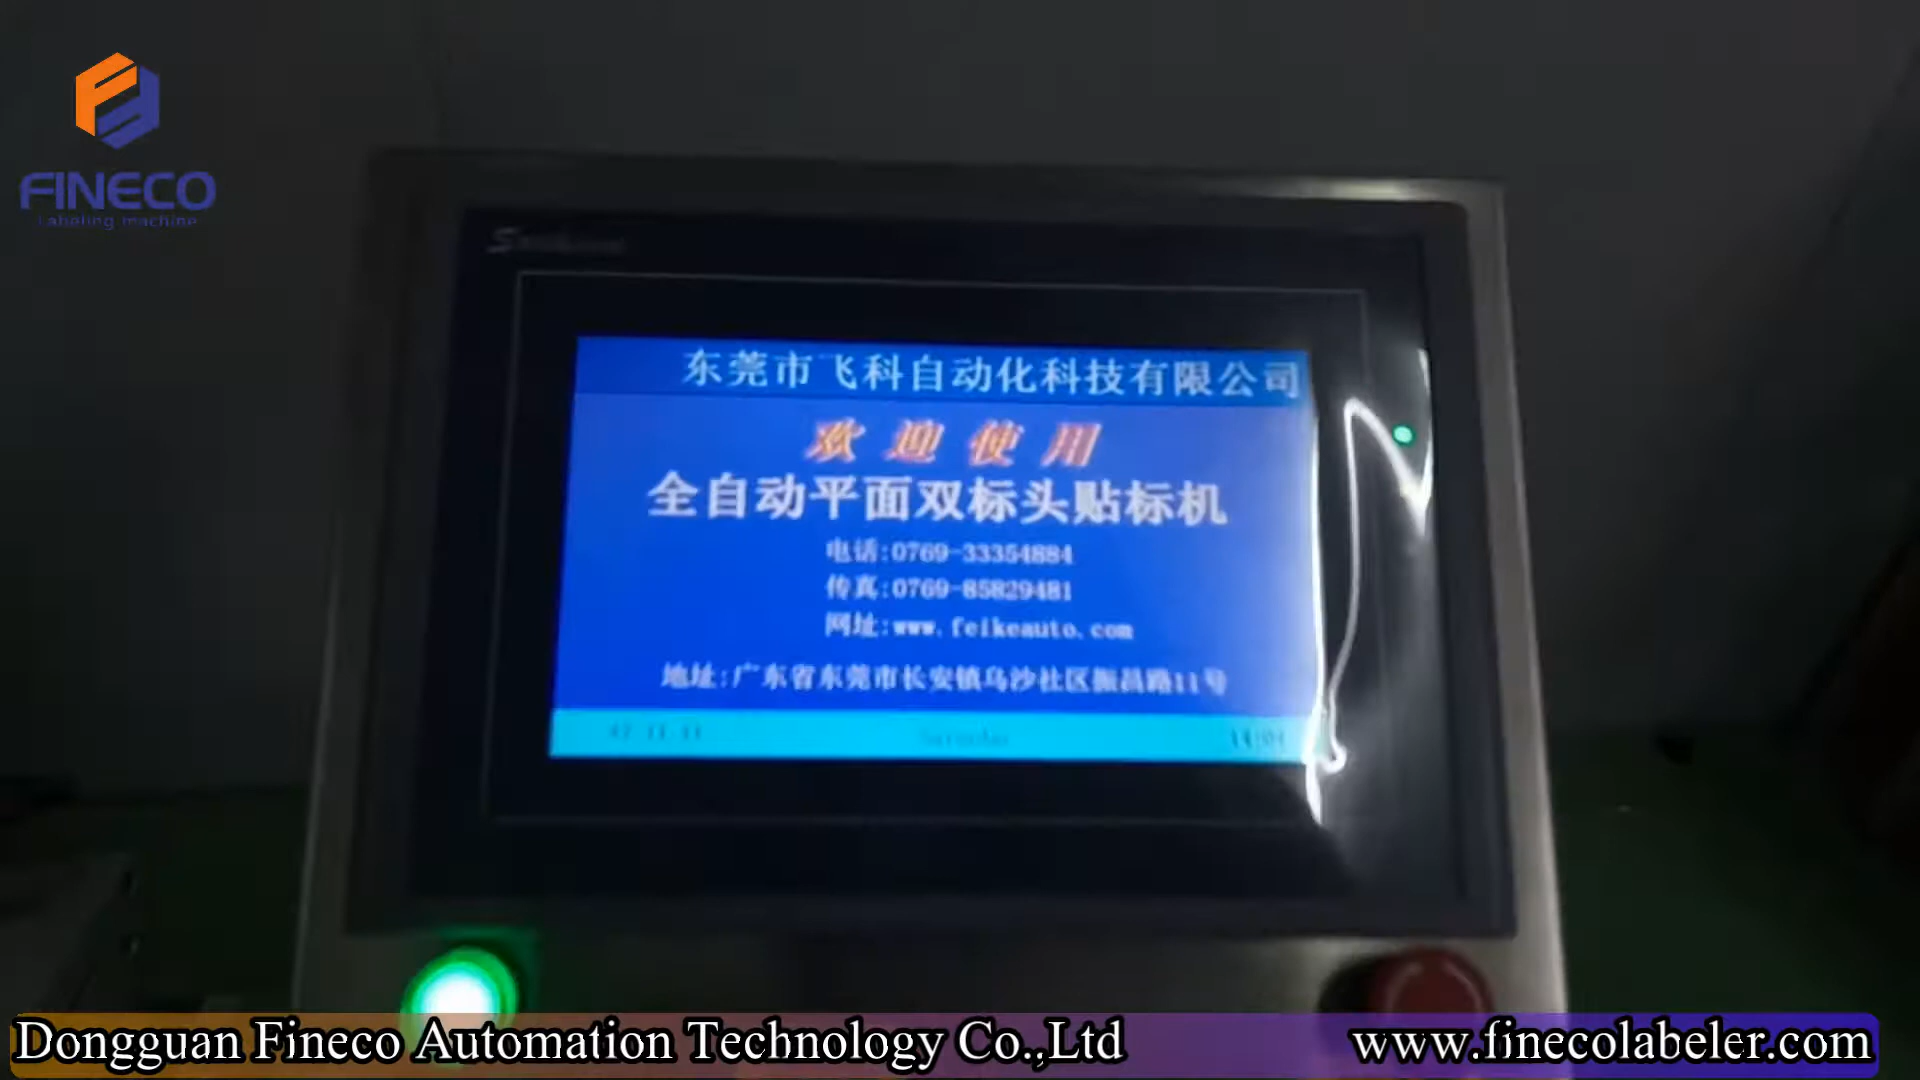 FINECO
Labeling machine
东莞市飞科自动化科技有限公司
欢迎使用
全自动平面双标头贴标机
电话:0769-33354884
传真:0769-85829481
网址:www.feikeauto.com
地址:广东省东莞市长安镇乌沙社区振昌路11号
Dongguan Fineco Automation Technology Co.,Ltd
www.finecolabeler.com